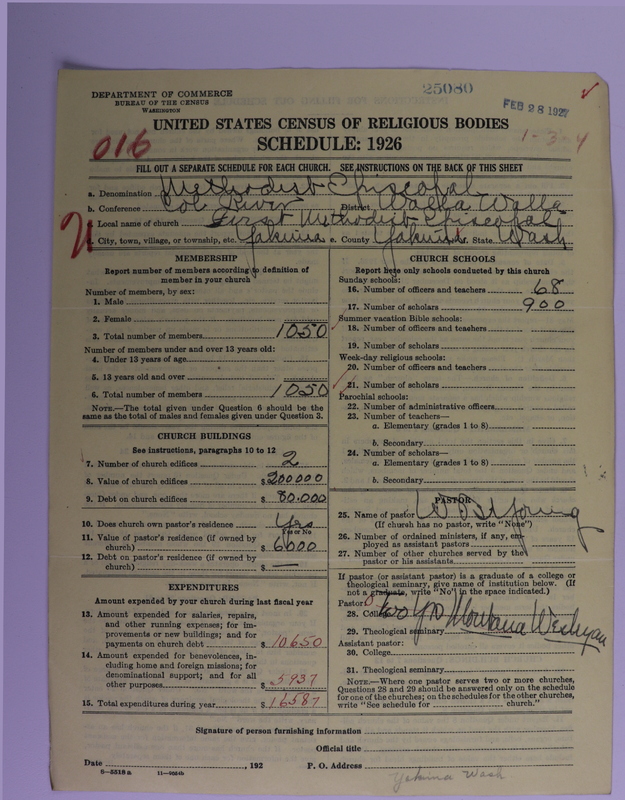 25080
FEB 28 1927
DEPARTMENT OF COMMERCE
BUREAU OF THE CENSUS
WASHINGTON
UNITED STATES CENSUS OF RELIGIOUS BODIES
SCHEDULE: 1926
016
1-3-4
FILL OUT A SEPARATE SCHEDULE FOR EACH CHURCH. SEE INSTRUCTIONS ON THE BACK OF THIS SHEET
a. Denomination Methodist Episcopal
b. Conference Col. River District Walla Walla
c. Local name of church First Methodist Episcopal
d. City, town, village, or township, etc. Yakima e. County Yakima f. State Wash
MEMBERSHIP
Report number of members according to definition of
member in your church
Number of members, by sex:
1. Male
2. Female
3. Total number of members 1050
Number of members under and over 13 years old:
4. Under 13 years of age
5. 13 years old and over
6. Total number of members 1050
NOTE.—The total given under Question 6 should be the
same as the total of males and females given under Question 3.
CHURCH BUILDINGS
See instructions, paragraphs 10 to 12
7. Number of church edifices 2
8. Value of church edifices $200000
9. Debt on church edifices $ 80.000
10. Does church own pastor's residence Yes
Yes or No
11. Value of pastor's residence (if owned by
church) $ 6000
12. Debt on pastor's residence (if owned by
church) $ —
EXPENDITURES
Amount expended by your church during last fiscal year
13. Amount expended for salaries, repairs,
and other running expenses; for im-
provements or new buildings; and for
payments on church debt $ 10650
14. Amount expended for benevolences, in-
cluding home and foreign missions; for
denominational support; and for all
other purposes $ 5937
15. Total expenditures during year $ 16587
CHURCH SCHOOLS
Report here only schools conducted by this church
Sunday schools:
16. Number of officers and teachers 68
17. Number of scholars 900
Summer vacation Bible schools:
18. Number of officers and teachers
19. Number of scholars
Week-day religious schools:
20. Number of officers and teachers
21. Number of scholars
Parochial schools:
22. Number of administrative officers
23. Number of teachers—
a. Elementary (grades 1 to 8)
b. Secondary
24. Number of scholars—
a. Elementary (grades 1 to 8)
b. Secondary
PASTOR
25. Name of pastor Young
(If church has no pastor, write "None")
26. Number of ordained ministers, if any, em-
ployed as assistant pastors
27. Number of other churches served by the
pastor or his assistants
If pastor (or assistant pastor) is a graduate of a college or
theological seminary, give name of institution below. (If
not a graduate, write "No" in the space indicated.)
Pastor:
28. College Montana Wesleyan
29. Theological seminary
Assistant pastor:
30. College
31. Theological seminary
NOTE.—Where one pastor serves two or more churches,
Questions 28 and 29 should be answered only on the schedule
for one of the churches; on the schedules for the other churches,
write "See schedule for church."
Signature of person furnishing information
Official title
Date , 192 P. O. Address
Yakima Wash
8—5518a 11—9024b